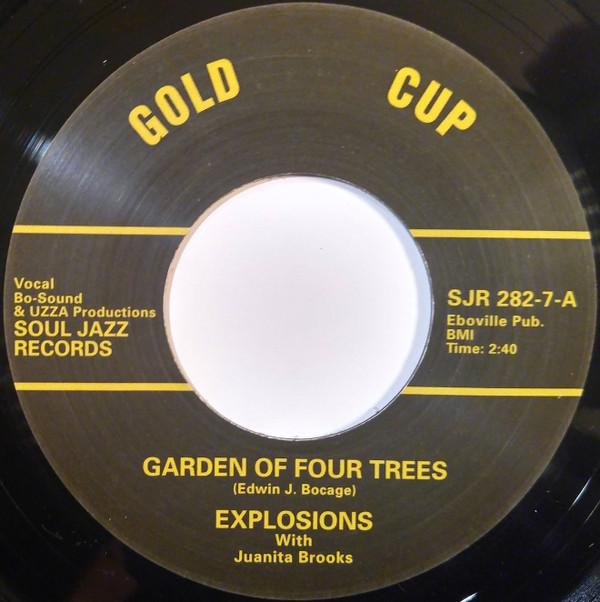 GOLD CUP
Vocal
Bo-Sound
& UZZA Productions
SOUL JAZZ
RECORDS
SJR 282-7-A
Eboville Pub.
BMI
Time: 2:40
GARDEN OF FOUR TREES
(Edwin J. Bocage)
EXPLOSIONS
With
Juanita Brooks